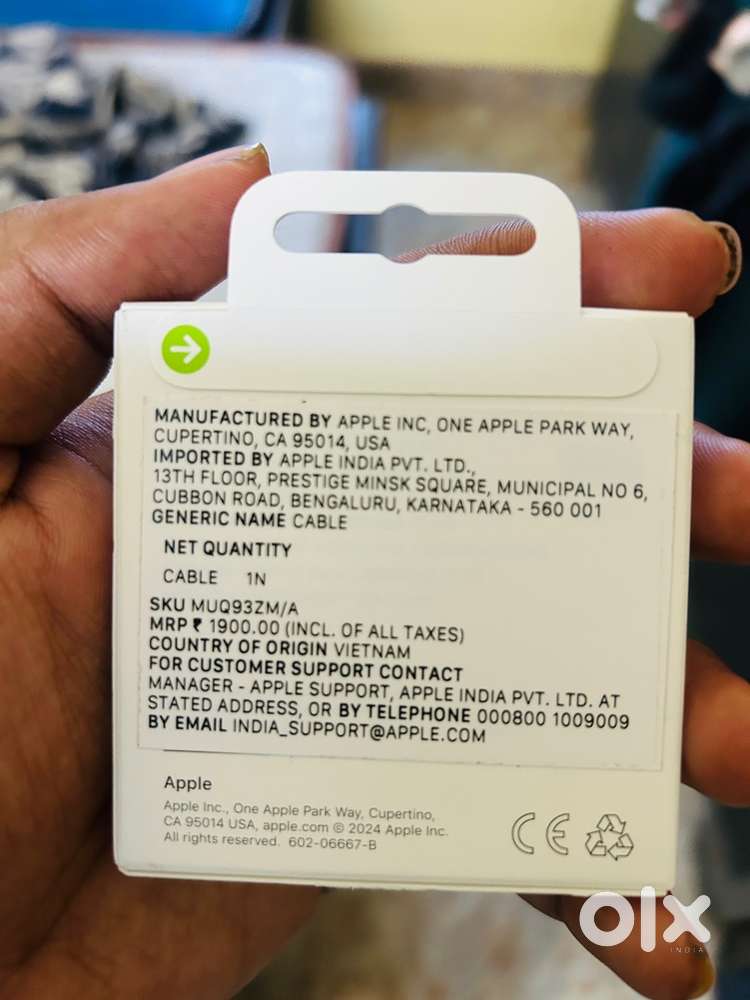 MANUFACTURED BY APPLE INC, ONE APPLE PARK WAY,
CUPERTINO, CA 95014, USA
IMPORTED BY APPLE INDIA PVT. LTD.,
13TH FLOOR, PRESTIGE MINSK SQUARE, MUNICIPAL NO 6,
CUBBON ROAD, BENGALURU, KARNATAKA - 560 001
GENERIC NAME CABLE
NET QUANTITY
CABLE 1N
SKU MUQ93ZM/A
MRP ₹ 1900.00 (INCL. OF ALL TAXES)
COUNTRY OF ORIGIN VIETNAM
FOR CUSTOMER SUPPORT CONTACT
MANAGER - APPLE SUPPORT, APPLE INDIA PVT. LTD. AT
STATED ADDRESS, OR BY TELEPHONE 000800 1009009
BY EMAIL INDIA_SUPPORT@APPLE.COM
Apple
Apple Inc., One Apple Park Way, Cupertino,
CA 95014 USA, apple.com © 2024 Apple Inc.
All rights reserved. 602-06667-B
CE
olx
INDIA